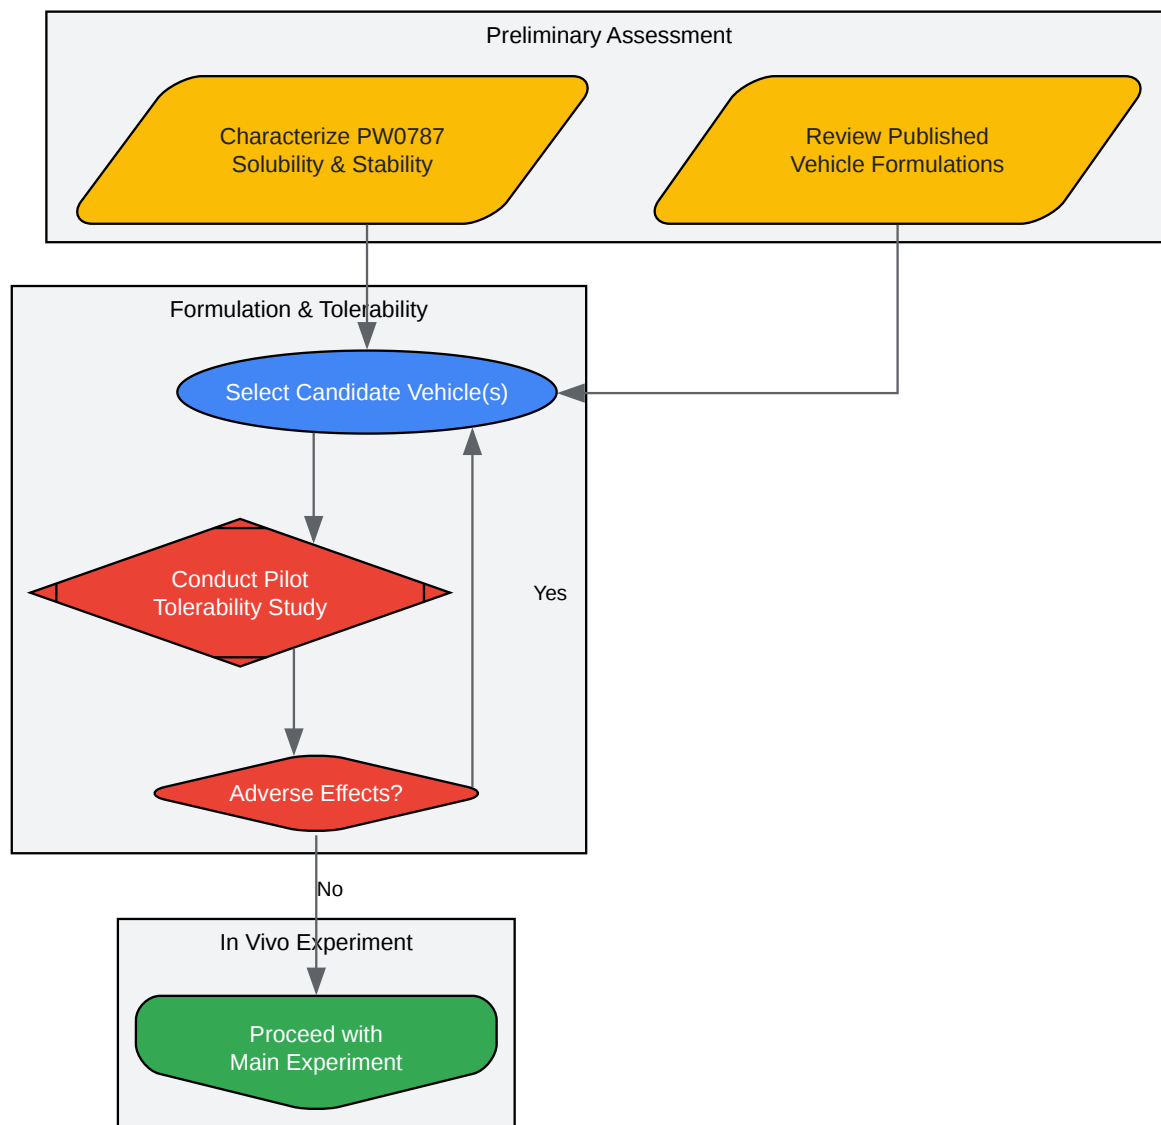 Preliminary Assessment
Characterize PW0787
Solubility & Stability
Review Published
Vehicle Formulations
Formulation & Tolerability
Select Candidate Vehicle(s)
Conduct Pilot
Tolerability Study
Yes
Adverse Effects?
No
In Vivo Experiment
Proceed with
Main Experiment